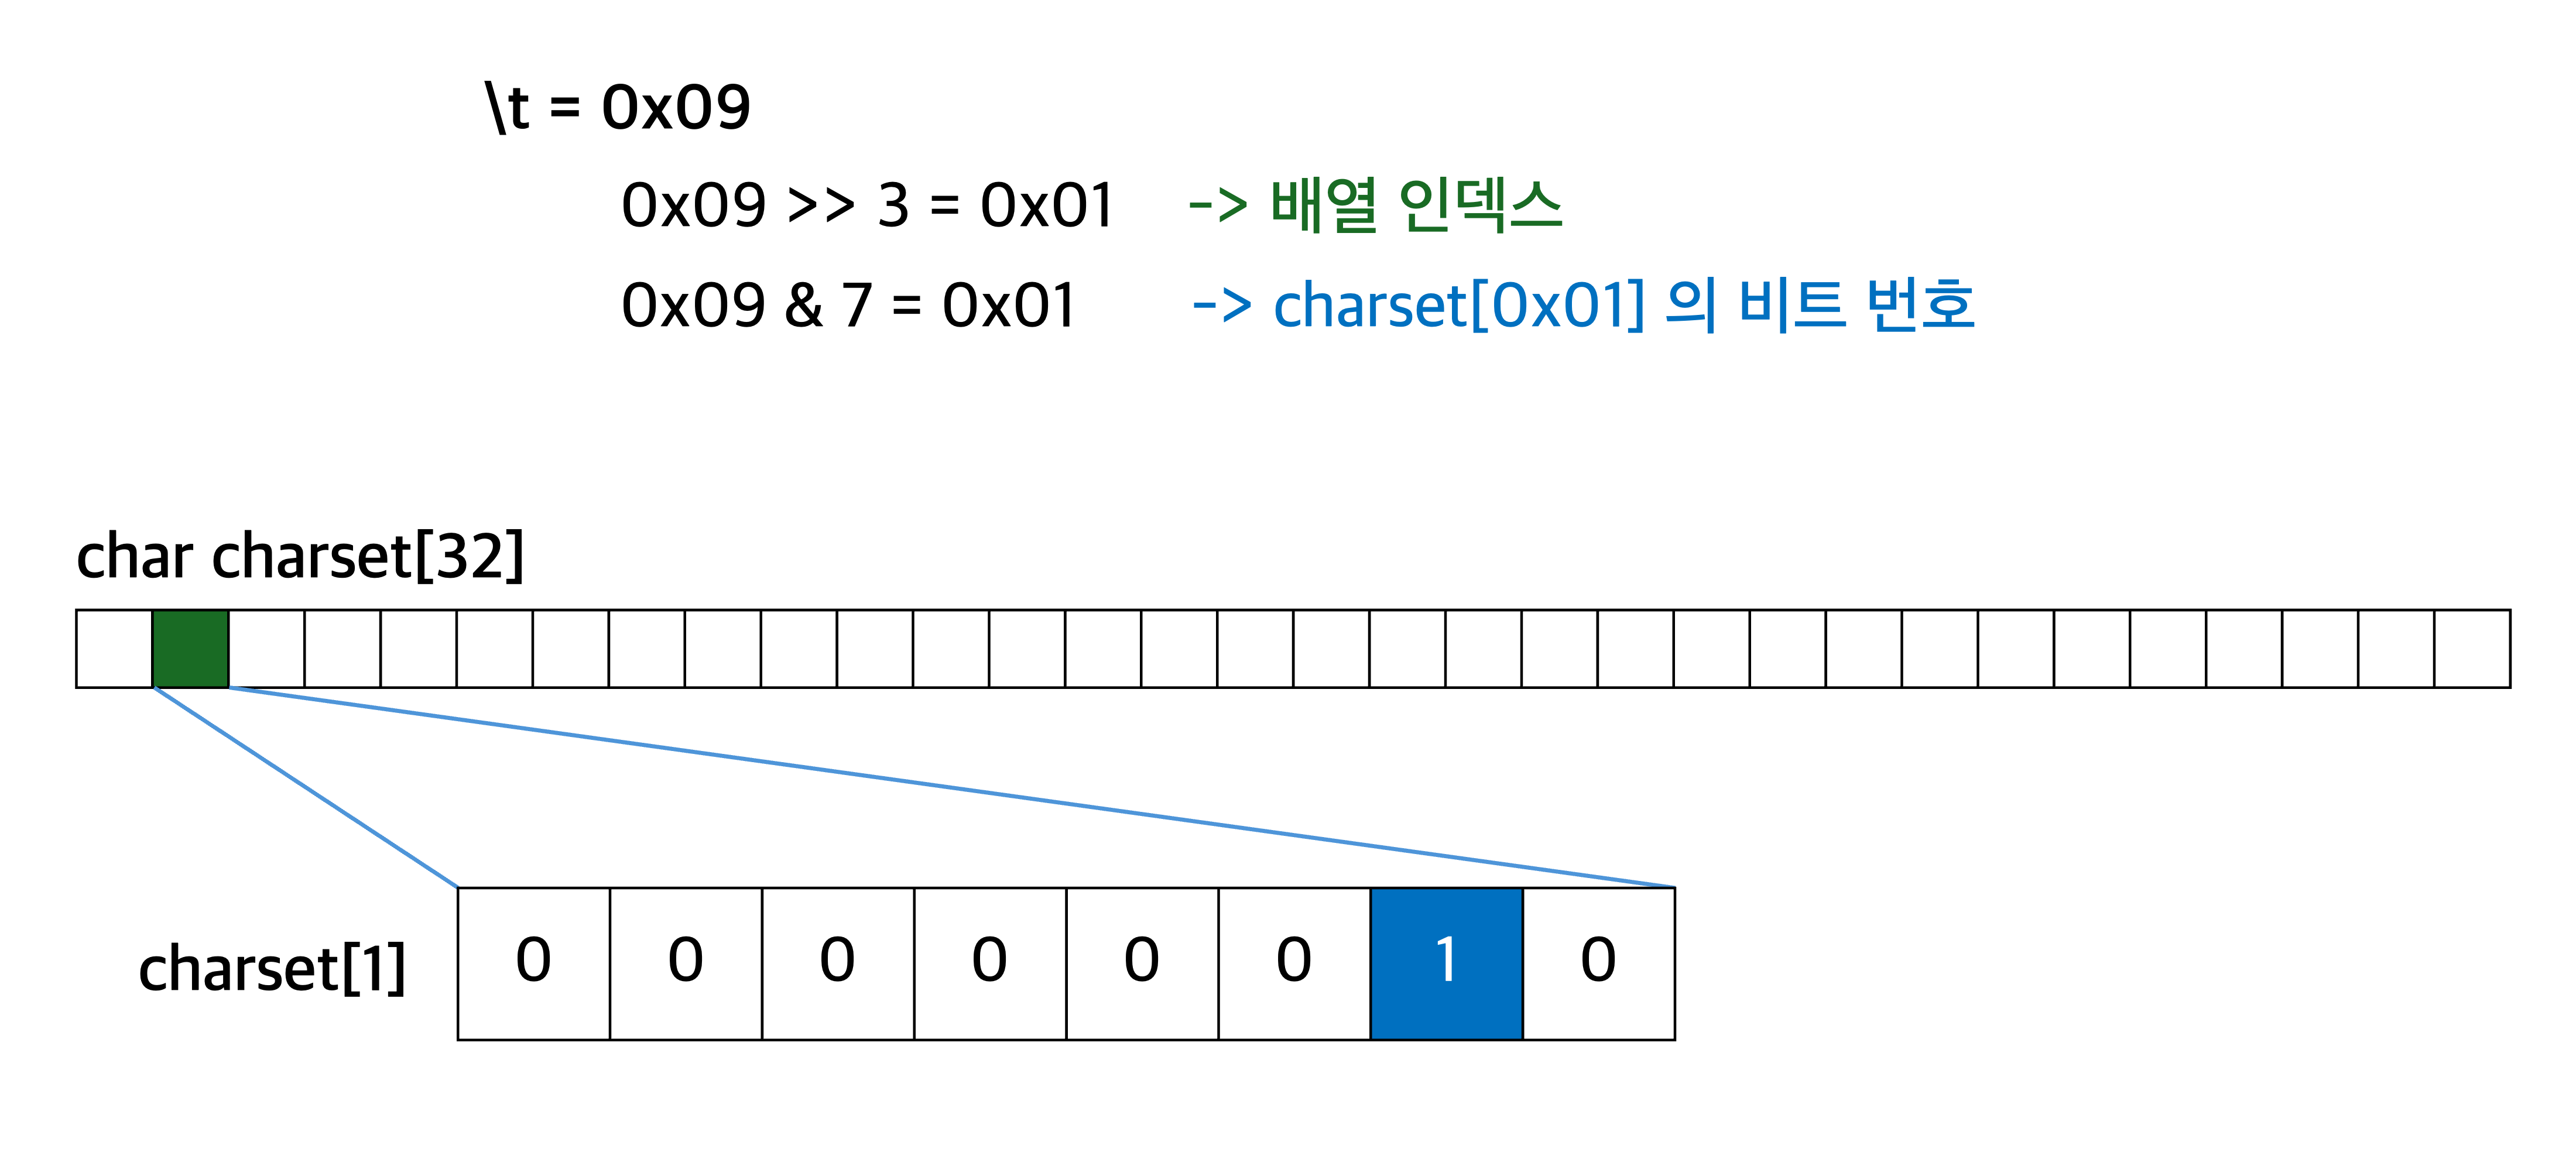 \t = 0x09
0x09 >> 3 = 0x01 -> 배열 인덱스
0x09 & 7 = 0x01 -> charset[0x01] 의 비트 번호
char charset[32]
charset[1] 0 0 0 0 0 0 1 0